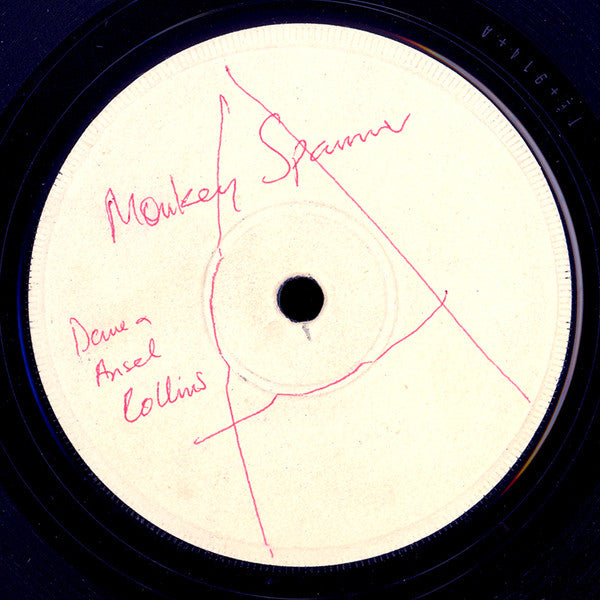 Monkey Spanner
Dave &
Ansel
Collins
A